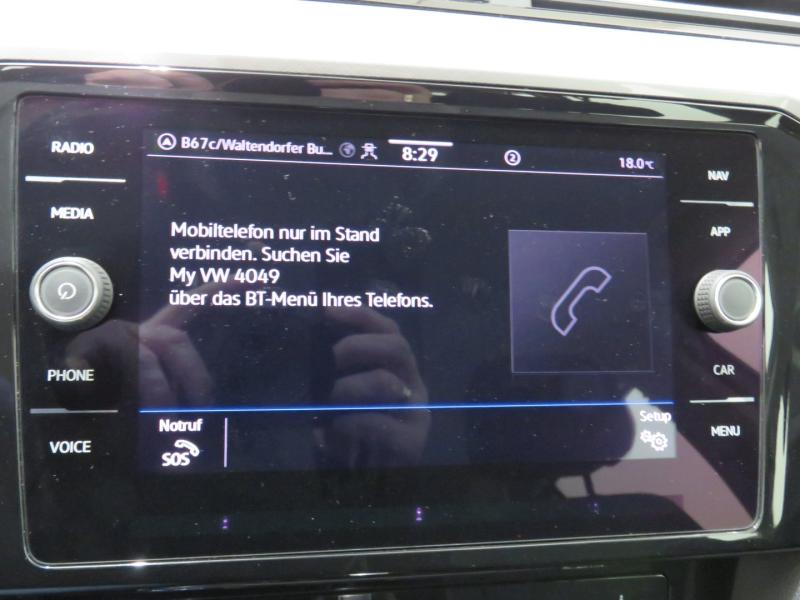 RADIO
MEDIA
PHONE
VOICE
B67c/Waltendorfer Bu...
8:29
2
18.0°C
Mobiltelefon nur im Stand
verbinden. Suchen Sie
My VW 4049
über das BT-Menü Ihres Telefons.
Notruf
SOS
Setup
NAV
APP
CAR
MENU